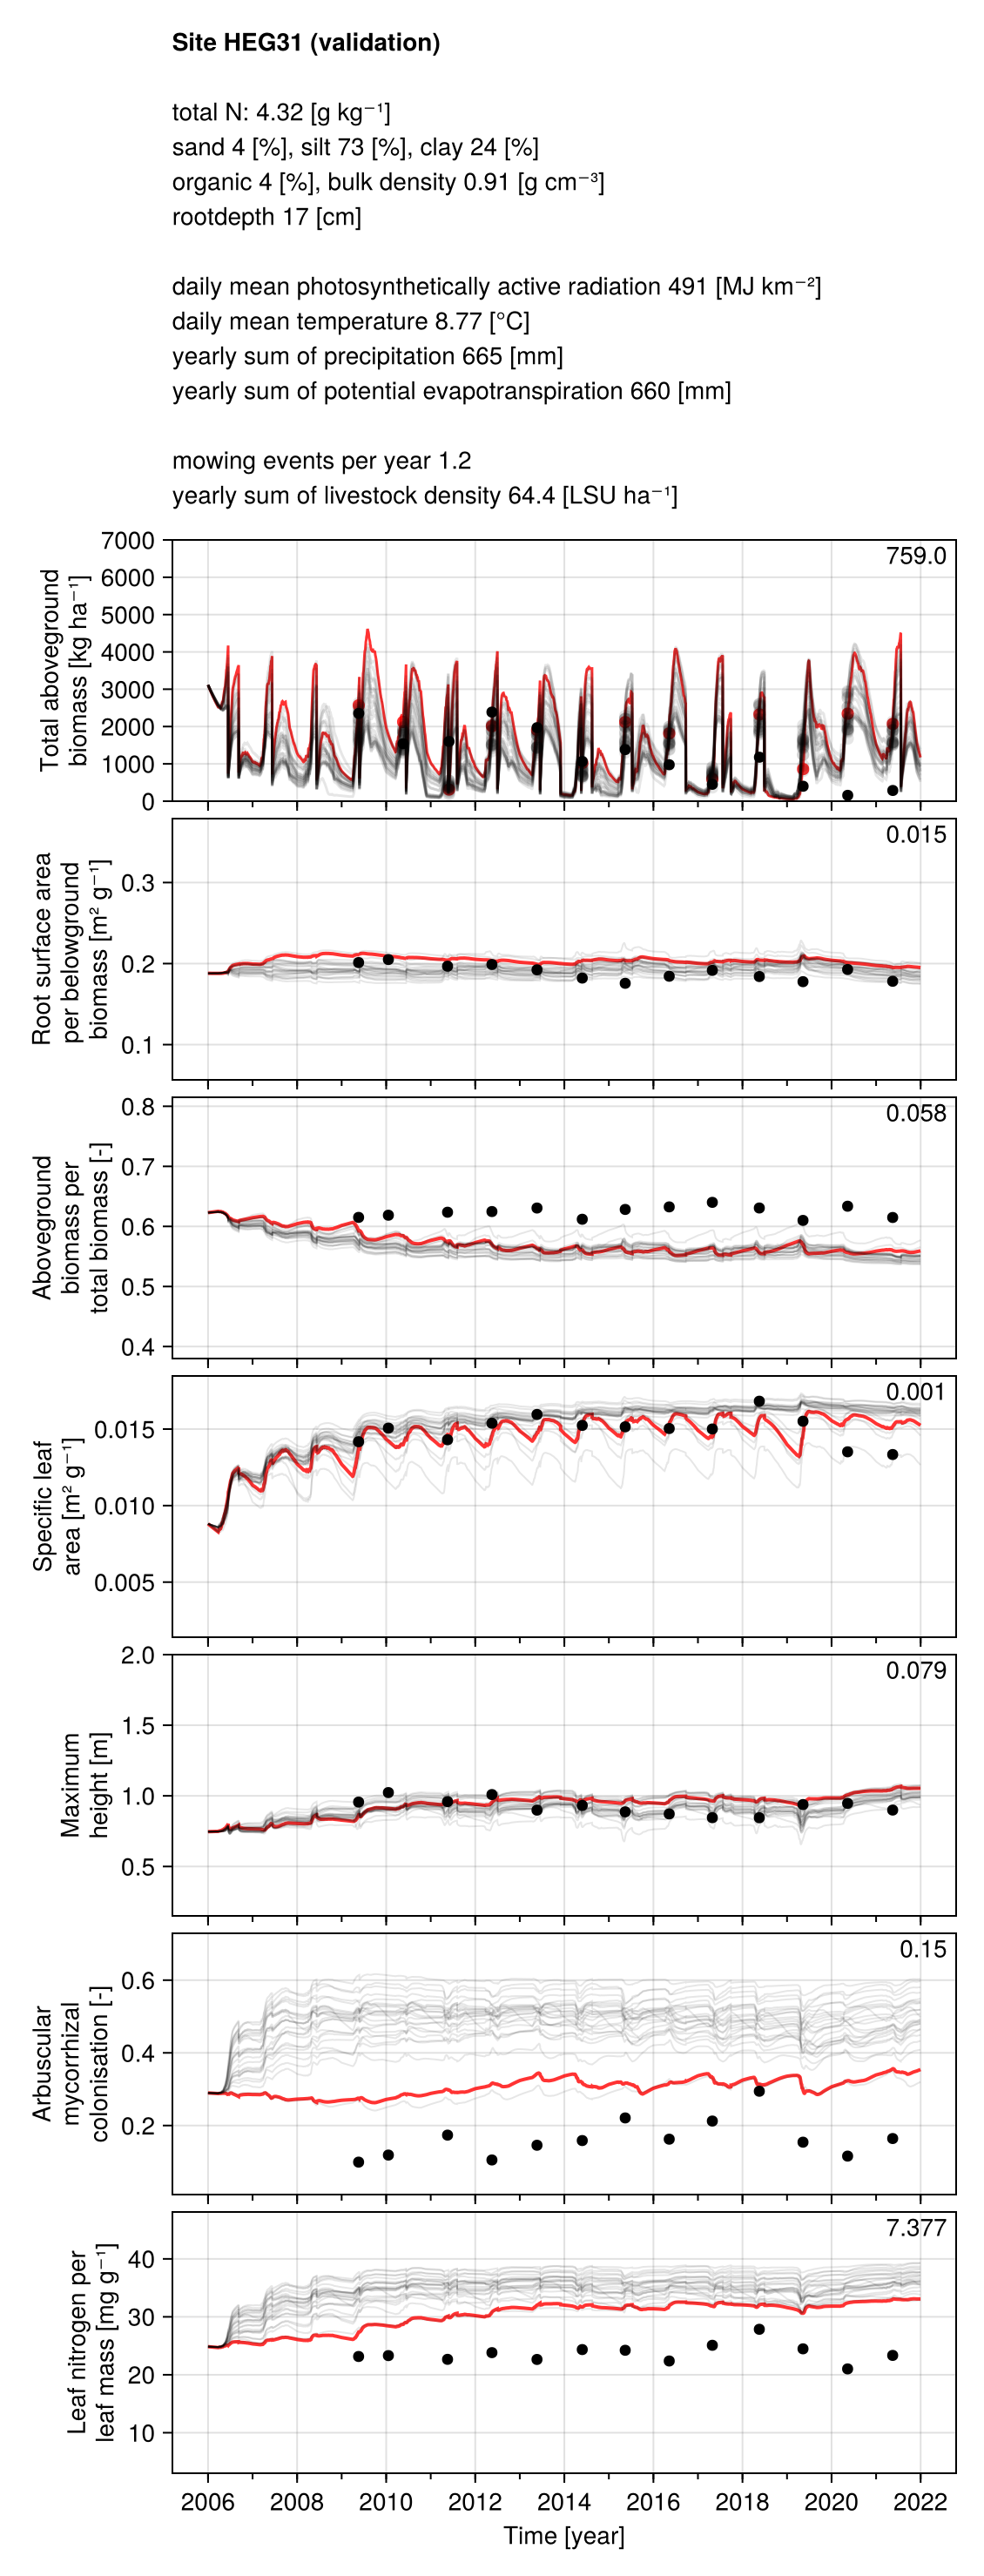 Site HEG31 (validation)
total N: 4.32 [g kg⁻¹]
sand 4 [%], silt 73 [%], clay 24 [%]
organic 4 [%], bulk density 0.91 [g cm⁻³]
rootdepth 17 [cm]
daily mean photosynthetically active radiation 491 [MJ km⁻²]
daily mean temperature 8.77 [°C]
yearly sum of precipitation 665 [mm]
yearly sum of potential evapotranspiration 660 [mm]
mowing events per year 1.2
yearly sum of livestock density 64.4 [LSU ha⁻¹]
Total aboveground
biomass [kg ha⁻¹]
7000
6000
5000
4000
3000
2000
1000
0
759.0
Root surface area
per belowground
biomass [m² g⁻¹]
0.3
0.2
0.1
0.015
Aboveground
biomass per
total biomass [-]
0.8
0.7
0.6
0.5
0.4
0.058
Specific leaf
area [m² g⁻¹]
0.015
0.010
0.005
0.001
Maximum
height [m]
2.0
1.5
1.0
0.5
0.079
Arbuscular
mycorrhizal
colonisation [-]
0.6
0.4
0.2
0.15
Leaf nitrogen per
leaf mass [mg g⁻¹]
40
30
20
10
7.377
2006 2008 2010 2012 2014 2016 2018 2020 2022
Time [year]